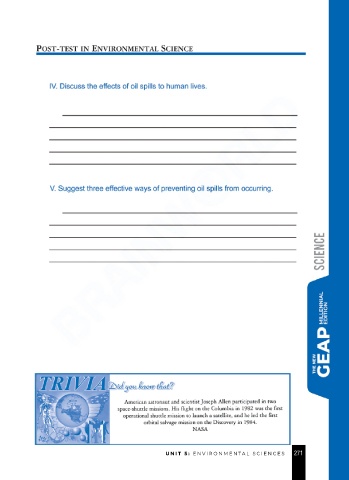 POST-TEST IN ENVIRONMENTAL SCIENCE
IV. Discuss the effects of oil spills to human lives.
V. Suggest three effective ways of preventing oil spills from occurring.
SCIENCE
THE NEW
GEAP MILLENNIAL
EDITION
TRIVIA Did you know that?
American astronaut and scientist Joseph Allen participated in two
space-shuttle missions. His flight on the Columbia in 1982 was the first
operational shuttle mission to launch a satellite, and he led the first
orbital salvage mission on the Discovery in 1984.
NASA
UNIT 5: ENVIRONMENTAL SCIENCES 271